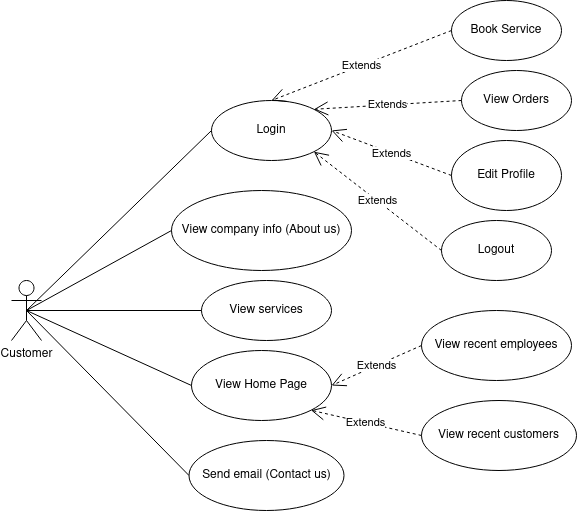 Book Service
Extends
View Orders
Extends
Login
Extends
Edit Profile
Extends
View company info (About us)
Logout
View services
Customer
View recent employees
Extends
View Home Page
Extends
View recent customers
Send email (Contact us)